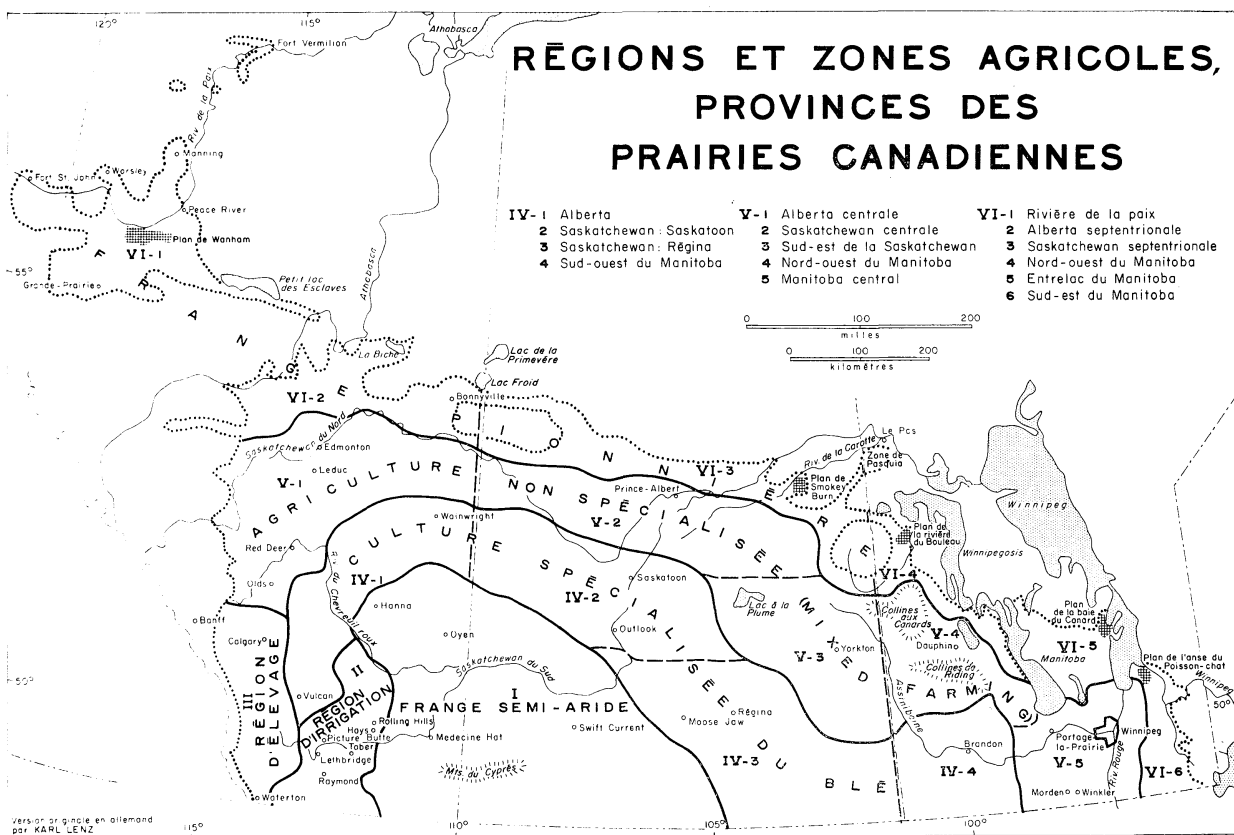 RÉGIONS ET ZONES AGRICOLES,
PROVINCES DES
PRAIRIES CANADIENNES
IV-1 Alberta
2 Saskatchewan: Saskatoon
3 Saskatchewan: Régina
4 Sud-ouest du Manitoba
V-1 Alberta centrale
2 Saskatchewan centrale
3 Sud-est de la Saskatchewan
4 Nord-ouest du Manitoba
5 Manitoba central
VI-1 Rivière de la paix
2 Alberta septentrionale
3 Saskatchewan septentrionale
4 Nord-ouest du Manitoba
5 Entrelac du Manitoba
6 Sud-est du Manitoba
0 100 200
milles
0 100 200
kilomètres
120°
115°
Fort Vermilion
Athabasca
Riv. de la Paix
Manning
Fort St. John
Worsley
Peace River
Plan de Wanham
VI-1
55°
Grande-Prairie
Petit lac
des Esclaves
Athabasca
La Biche
Lac de la
Primevère
Lac Froid
Bonnyville
FRANGE PIONNIÈRE
VI-2
VI-3
Saskatchewan du Nord
Edmonton
Leduc
V-1
AGRICULTURE NON SPÉCIALISÉE (MIXED FARMING)
V-2
Prince-Albert
Riv. de la Carotte
Le Pas
Zone de
Pasquia
Plan de
Smokey
Burn
Winnipeg
Plan de
la rivière
du Bouleau
Winnipegosis
VI-4
Wainwright
Red Deer
Olds
Riv. du Chevreuil roux
CULTURE SPÉCIALISÉE DU BLÉ
IV-1
IV-2
Saskatoon
Hanna
Oyen
Outlook
Lac à la
Plume
Collines
aux
Canards
V-4
Dauphin
Plan
de la baie
du Canard
VI-5
Manitoba
Plan de l'anse du
Poisson-chat
Winnipeg
50°
Banff
Calgary
50°
Vulcan
III
RÉGION
D'ÉLEVAGE
II
RÉGION
D'IRRIGATION
Saskatchewan du Sud
I
FRANGE SEMI-ARIDE
Rolling Hills
Hays
Picture Butte
Taber
Lethbridge
Raymond
Waterton
Medecine Hat
Mts. du Cyprès
Swift Current
Moose Jaw
Régina
IV-3
V-3
Yorkton
Assiniboine
Collines de
Riding
Brandon
IV-4
Portage-
la-Prairie
V-5
Winnipeg
Riv. Rouge
VI-6
Morden
Winkler
Version originale en allemand
par KARL LENZ
115°
110°
105°
100°